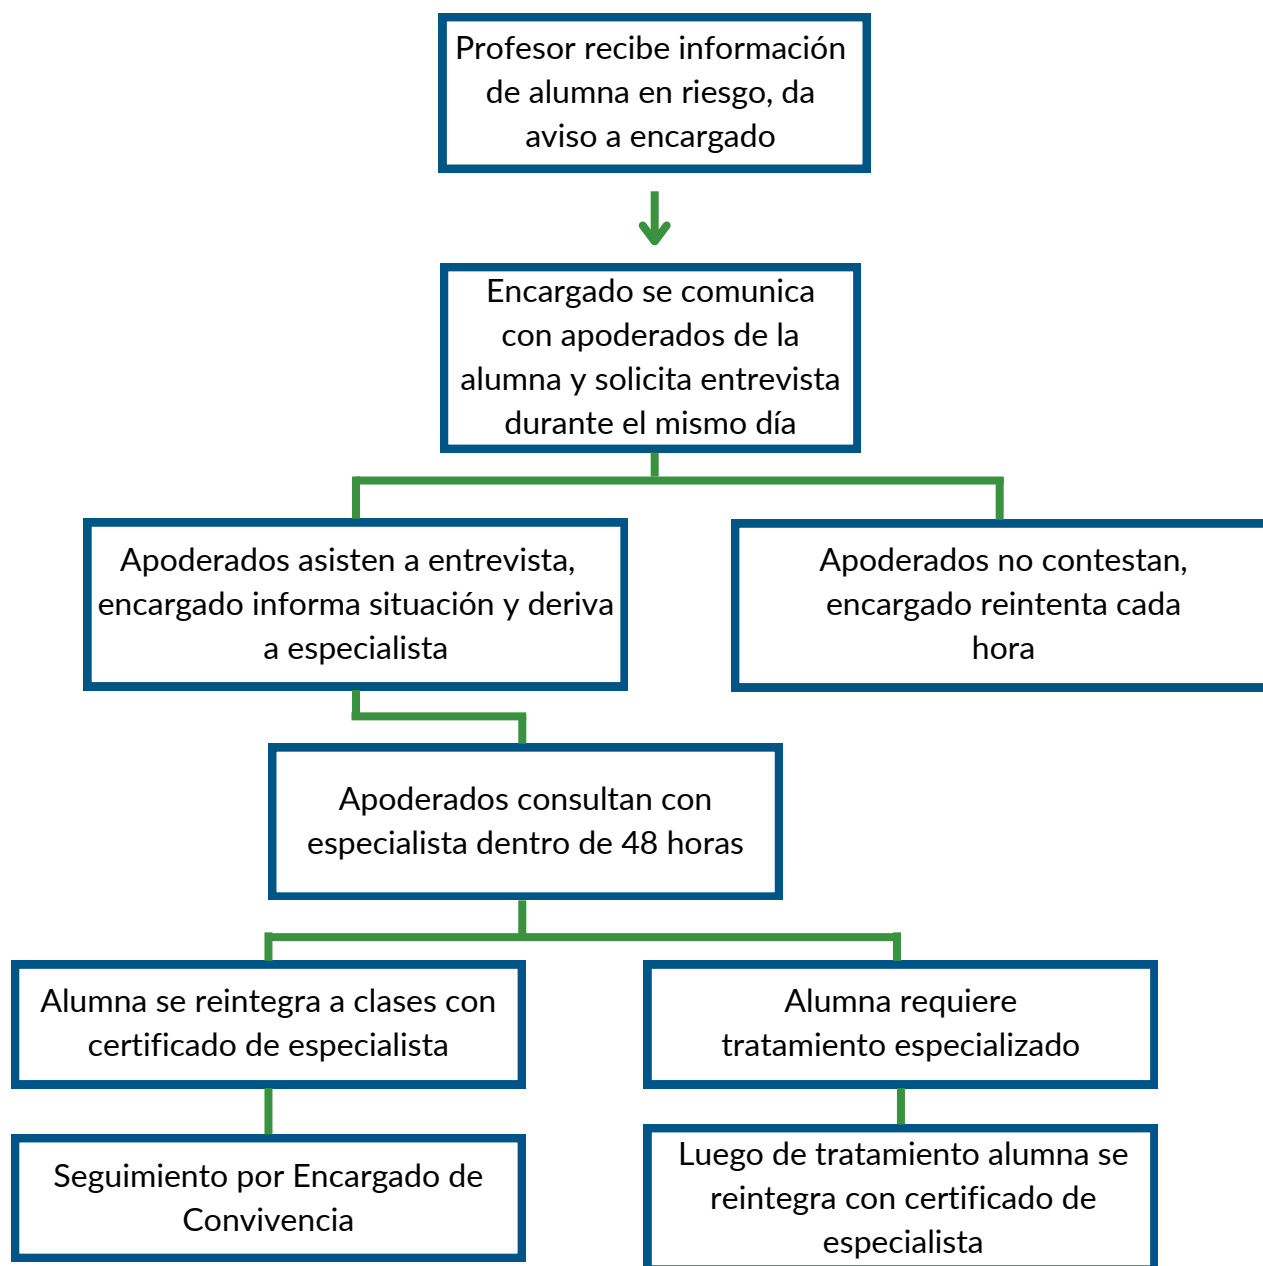 Profesor recibe información
de alumna en riesgo, da
aviso a encargado
Encargado se comunica
con apoderados de la
alumna y solicita entrevista
durante el mismo día
Apoderados asisten a entrevista,
encargado informa situación y deriva
a especialista
Apoderados no contestan,
encargado reintenta cada
hora
Apoderados consultan con
especialista dentro de 48 horas
Alumna se reintegra a clases con
certificado de especialista
Alumna requiere
tratamiento especializado
Seguimiento por Encargado de
Convivencia
Luego de tratamiento alumna se
reintegra con certificado de
especialista